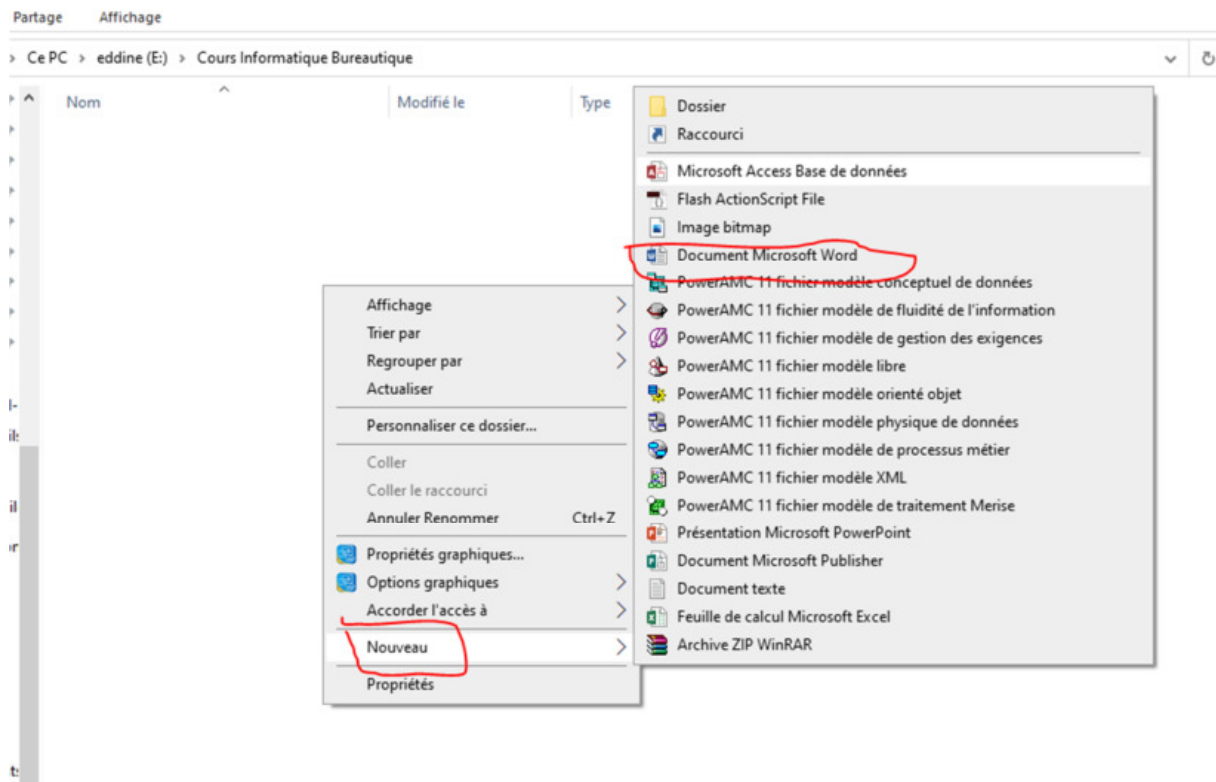 Partage Affichage
Ce PC > eddine (E:) > Cours Informatique Bureautique
Nom Modifié le Type
Dossier
Raccourci
Microsoft Access Base de données
Flash ActionScript File
Image bitmap
Document Microsoft Word
PowerAMC 11 fichier modèle conceptuel de données
PowerAMC 11 fichier modèle de fluidité de l'information
PowerAMC 11 fichier modèle de gestion des exigences
PowerAMC 11 fichier modèle libre
PowerAMC 11 fichier modèle orienté objet
PowerAMC 11 fichier modèle physique de données
PowerAMC 11 fichier modèle de processus métier
PowerAMC 11 fichier modèle XML
PowerAMC 11 fichier modèle de traitement Merise
Présentation Microsoft PowerPoint
Document Microsoft Publisher
Document texte
Feuille de calcul Microsoft Excel
Archive ZIP WinRAR
Affichage
Trier par
Regrouper par
Actualiser
Personnaliser ce dossier...
Coller
Coller le raccourci
Annuler Renommer Ctrl+Z
Propriétés graphiques...
Options graphiques
Accorder l'accès à
Nouveau
Propriétés